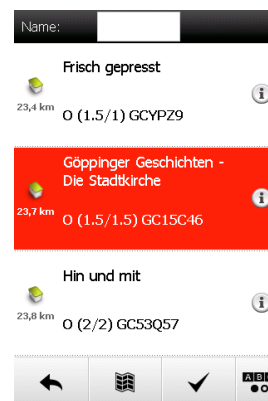 Name:
Frisch gepresst
23,4 km
O (1.5/1) GCYPZ9
Göppinger Geschichten -
Die Stadtkirche
23,7 km
O (1.5/1.5) GC15C46
Hin und mit
23,8 km
O (2/2) GC53Q57